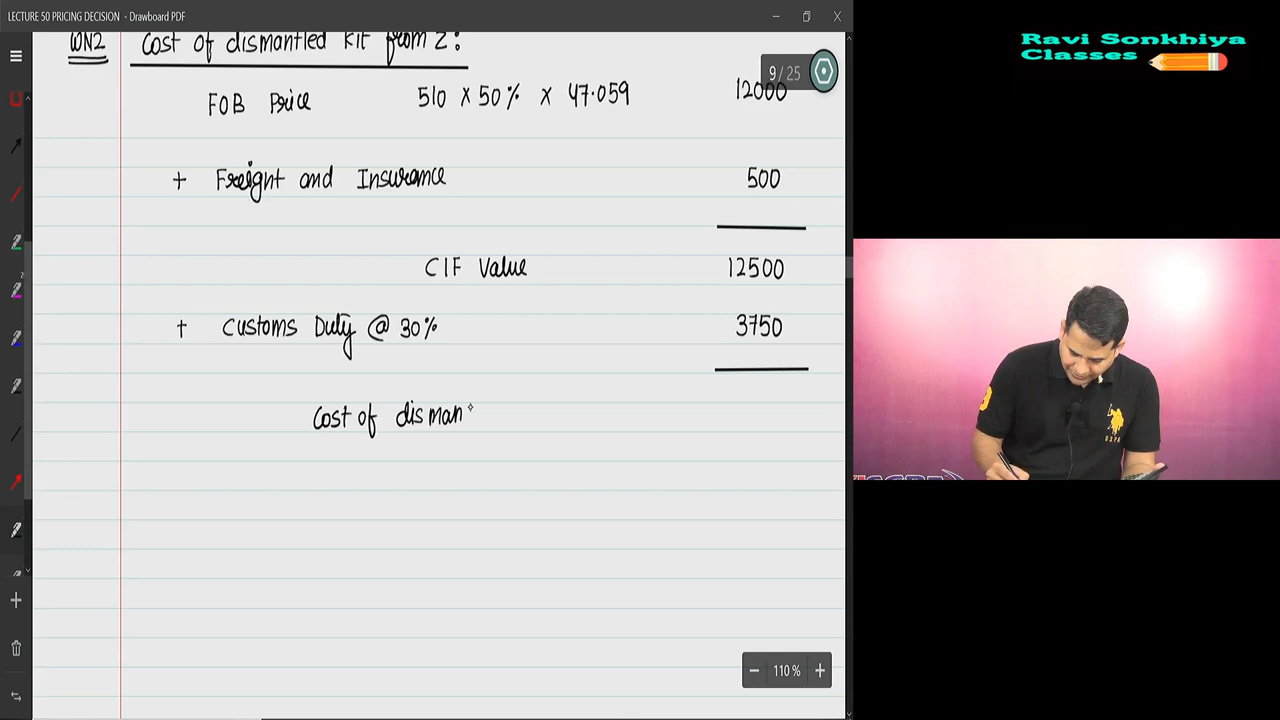 LECTURE 50 PRICING DECISION - Drawboard PDF
Ravi Sonkhiya
Classes
WN2 Cost of dismantled kit from Z:
9 / 25
FOB Price 510 x 50% x 47.059 12000
+ Freight and Insurance 500
CIF Value 12500
+ Customs Duty @ 30% 3750
Cost of disman
USPA
110 %